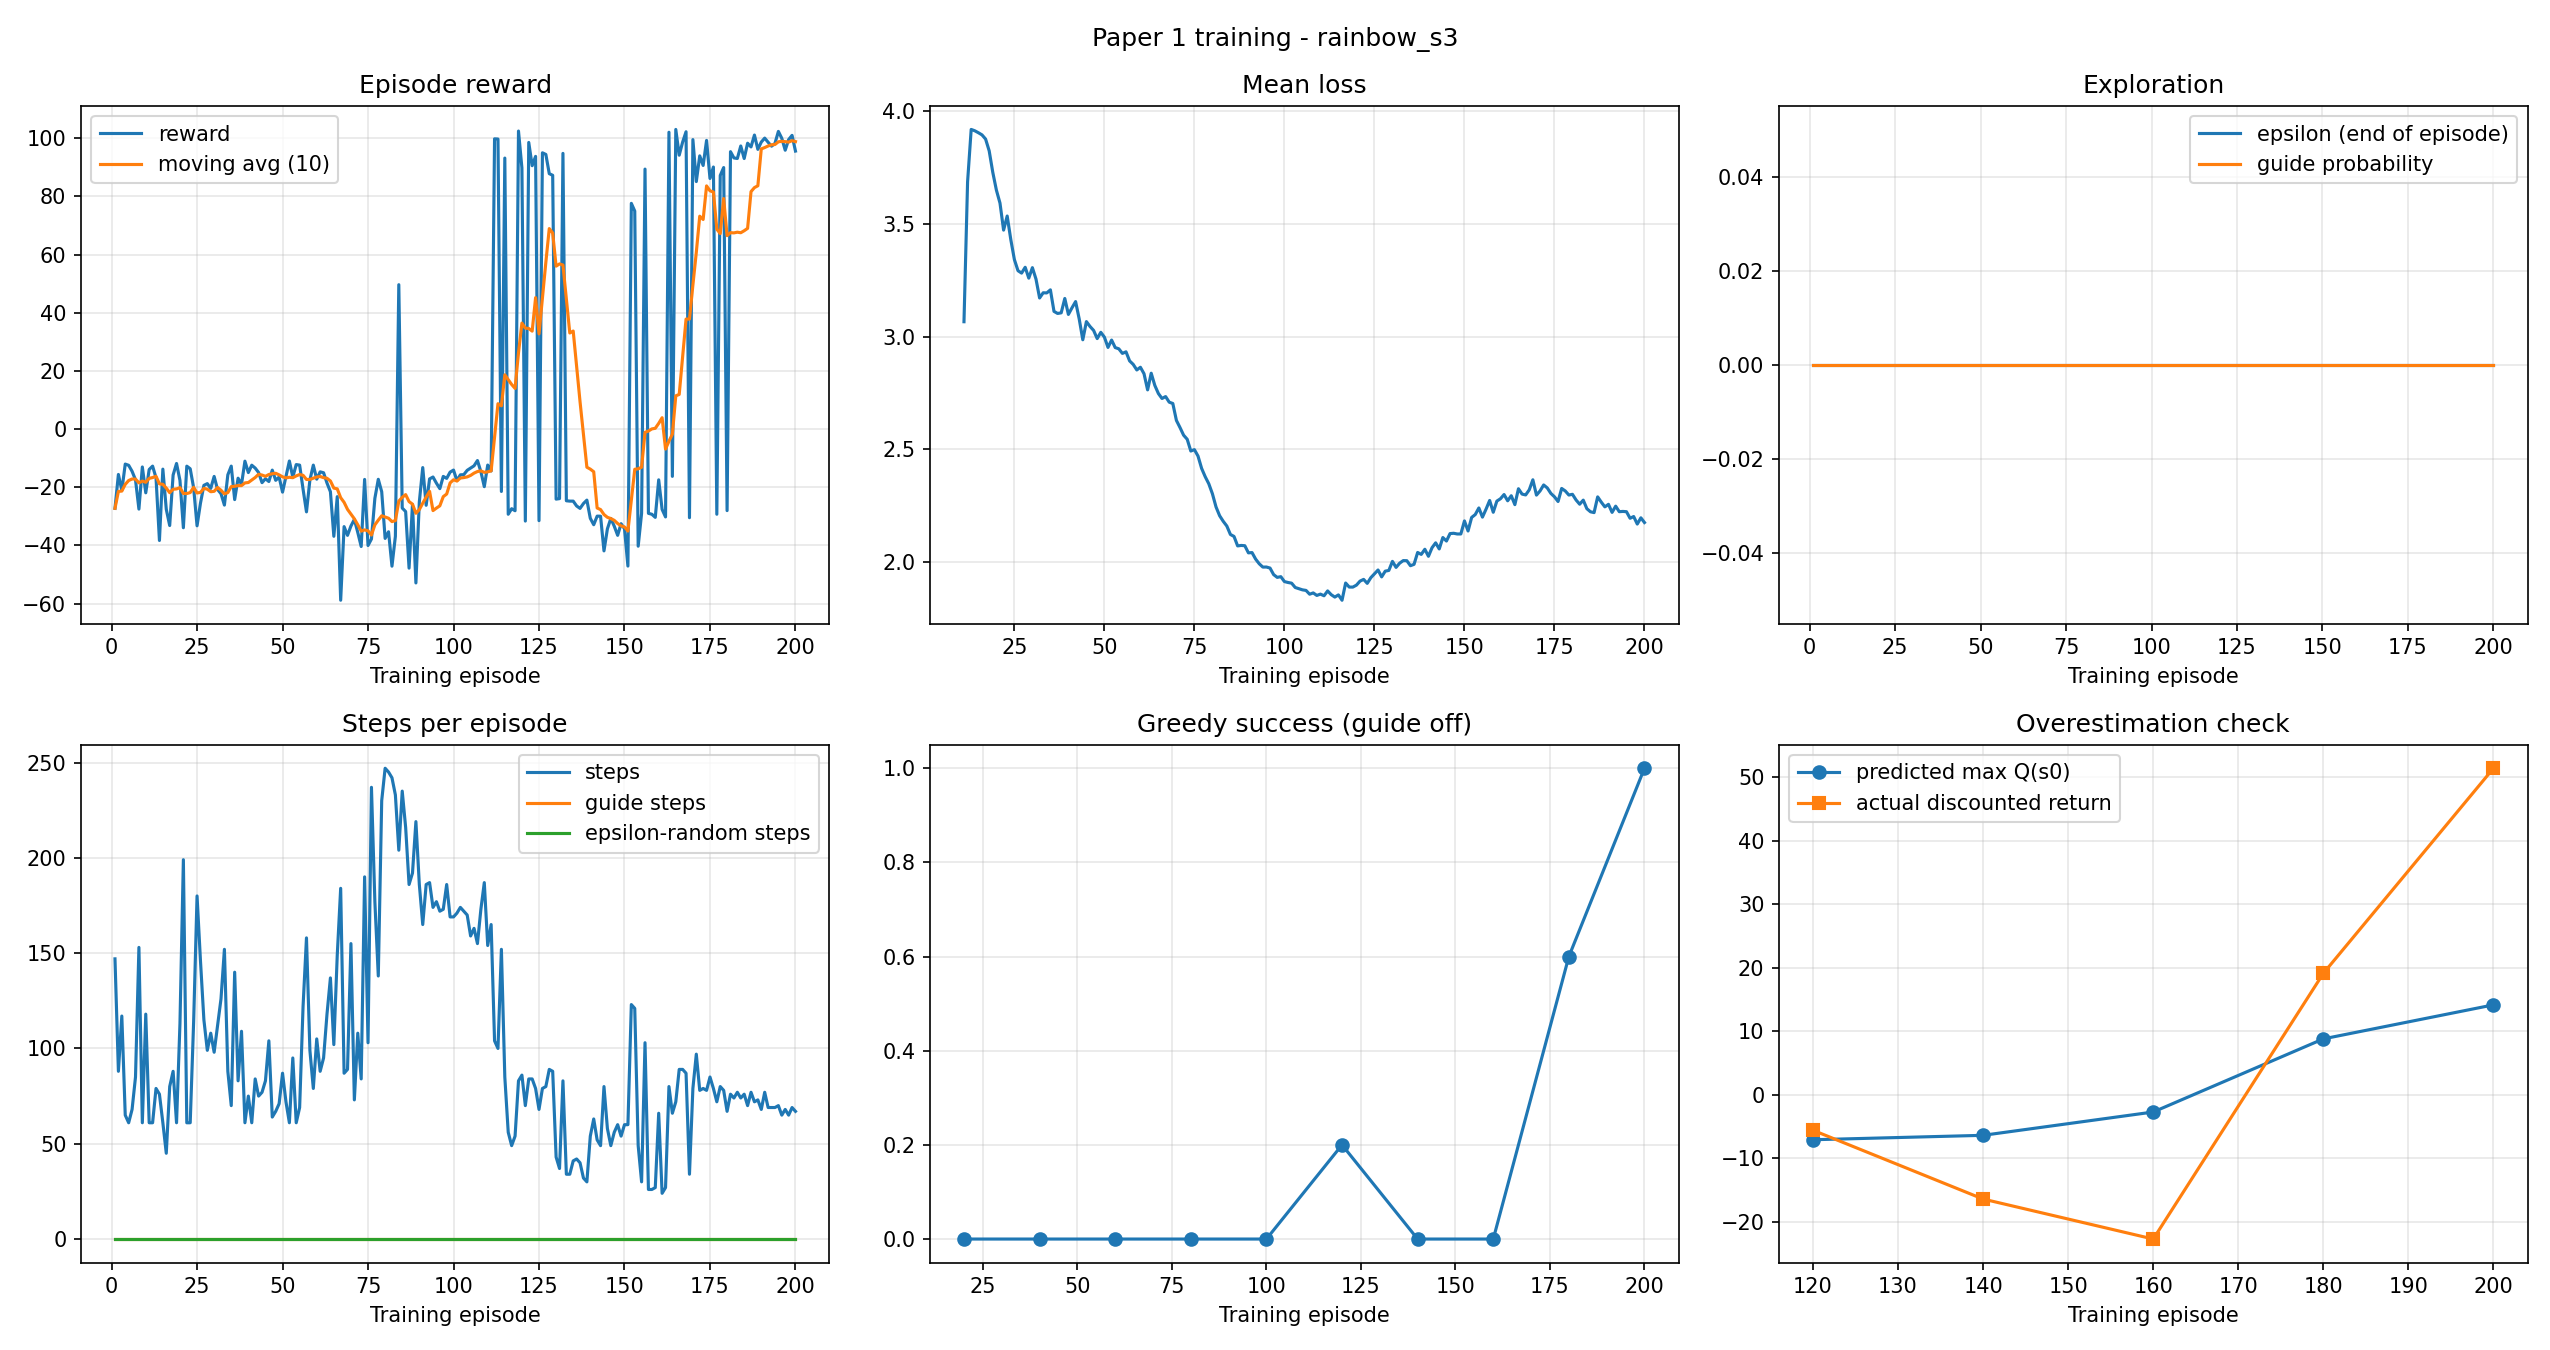 Paper 1 training - rainbow_s3
Episode reward
reward
moving avg (10)
100
80
60
40
20
0
−20
−40
−60
0 25 50 75 100 125 150 175 200
Training episode
Mean loss
4.0
3.5
3.0
2.5
2.0
25 50 75 100 125 150 175 200
Training episode
Exploration
epsilon (end of episode)
guide probability
0.04
0.02
0.00
−0.02
−0.04
0 25 50 75 100 125 150 175 200
Training episode
Steps per episode
steps
guide steps
epsilon-random steps
250
200
150
100
50
0
0 25 50 75 100 125 150 175 200
Training episode
Greedy success (guide off)
1.0
0.8
0.6
0.4
0.2
0.0
25 50 75 100 125 150 175 200
Training episode
Overestimation check
predicted max Q(s0)
actual discounted return
50
40
30
20
10
0
−10
−20
120 130 140 150 160 170 180 190 200
Training episode